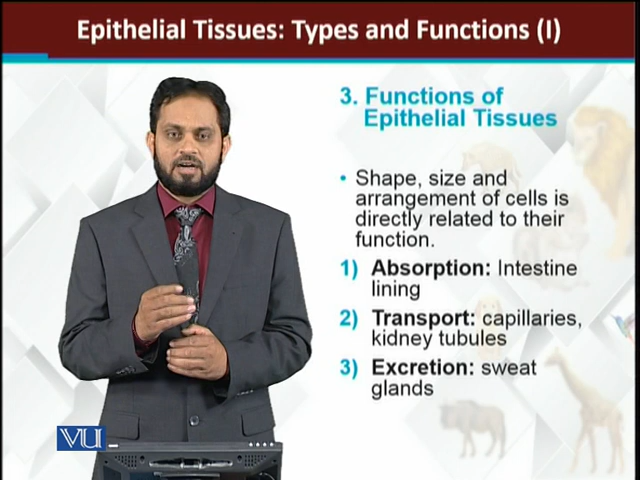 Epithelial Tissues: Types and Functions (I)
3. Functions of
Epithelial Tissues
• Shape, size and
arrangement of cells is
directly related to their
function.
1) Absorption: Intestine
lining
2) Transport: capillaries,
kidney tubules
3) Excretion: sweat
glands
VU